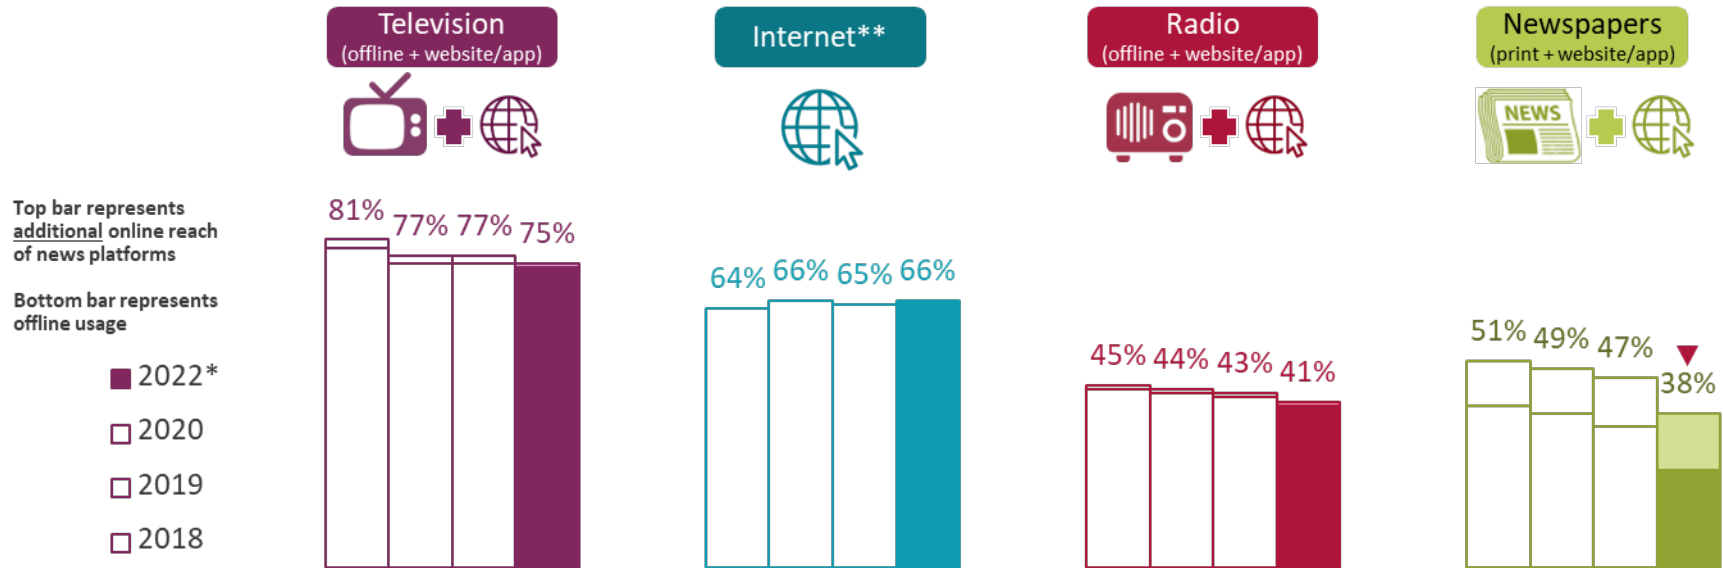 Television
(offline + website/app)
Internet**
Radio
(offline + website/app)
Newspapers
(print + website/app)
NEWS
Top bar represents
additional online reach
of news platforms
Bottom bar represents
offline usage
2022*
2020
2019
2018
81%
77%
77%
75%
64%
66%
65%
66%
45%
44%
43%
41%
51%
49%
47%
38%